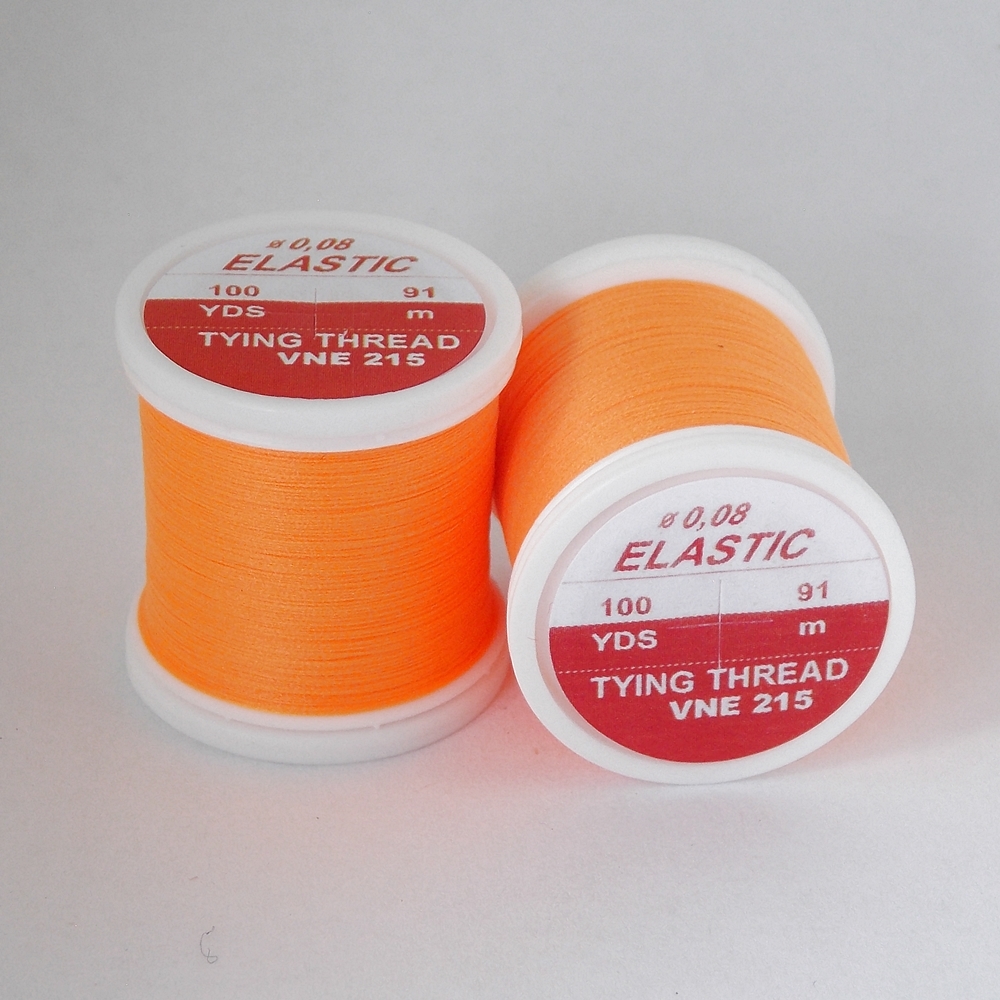 ø 0,08
ELASTIC
100 91
YDS m
TYING THREAD
VNE 215
ø 0,08
ELASTIC
100 91
YDS m
TYING THREAD
VNE 215